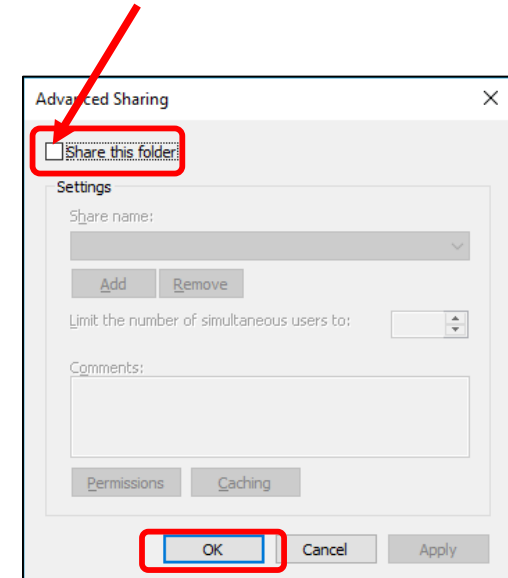 Advanced Sharing
Share this folder
Settings
Share name:
Add Remove
Limit the number of simultaneous users to:
Comments:
Permissions Caching
OK Cancel Apply